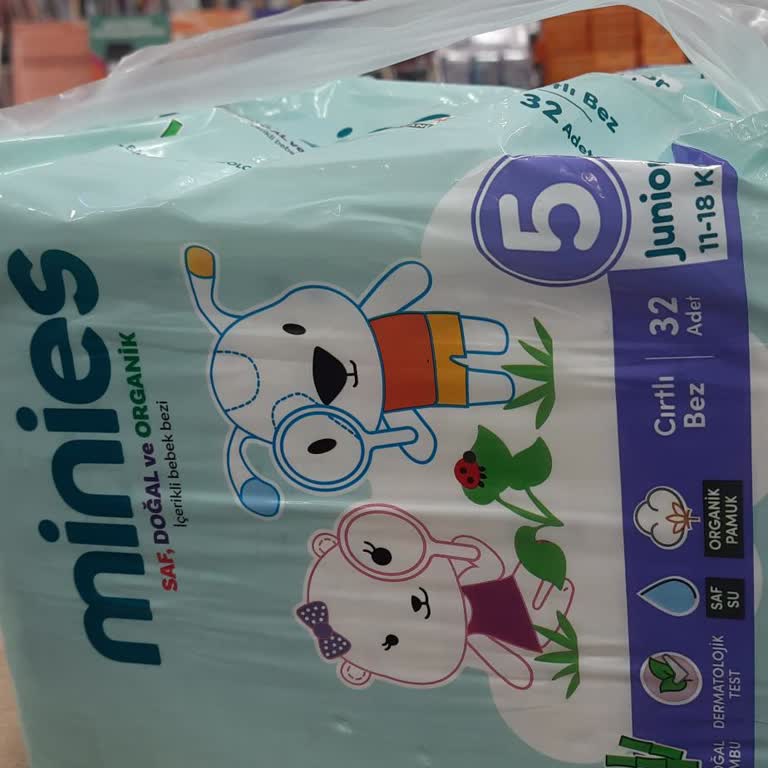 minies
SAF, DOĞAL ve ORGANİK
İçerikli bebek bezi
Bez
32 Adet
5
Junior
11-18 K
Cırtlı
Bez
32
Adet
ORGANİK
PAMUK
SAF
SU
DERMATOLOJİK
TEST